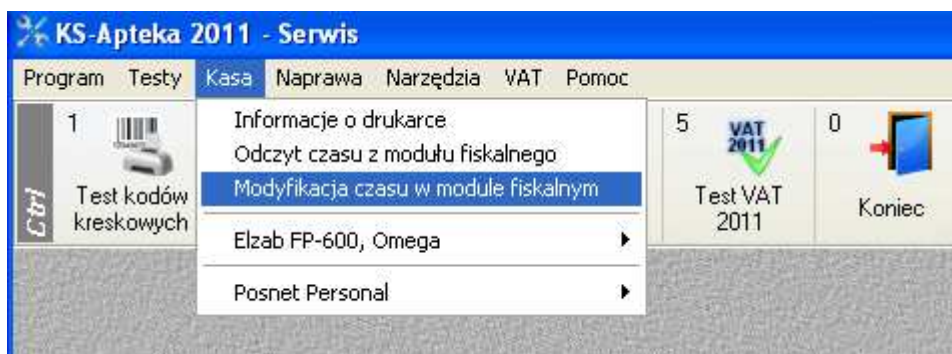 KS-Apteka 2011 - Serwis
Program Testy Kasa Naprawa Narzędzia VAT Pomoc
Ctrl
1
Test kodów
kreskowych
Informacje o drukarce
Odczyt czasu z modułu fiskalnego
Modyfikacja czasu w module fiskalnym
Elzab FP-600, Omega
Posnet Personal
5
VAT
2011
Test VAT
2011
0
Koniec